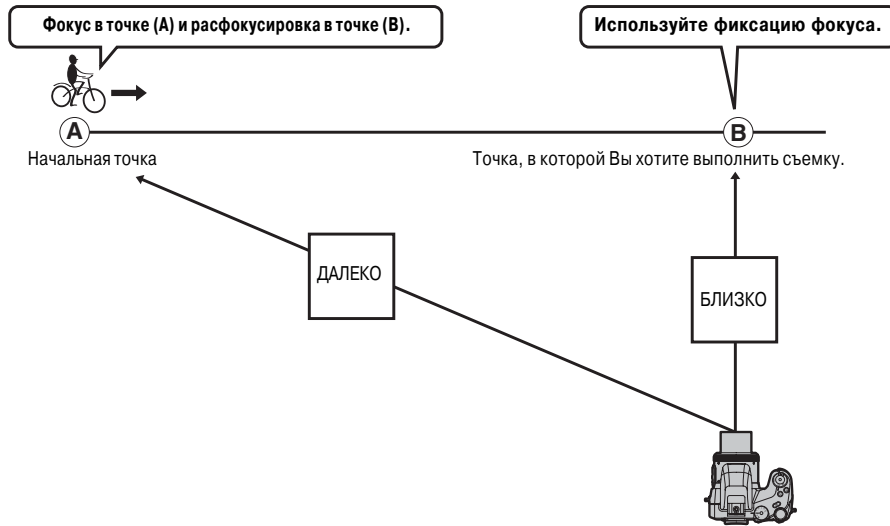 Фокус в точке (A) и расфокусировка в точке (B).
Используйте фиксацию фокуса.
A
B
Начальная точка
Точка, в которой Вы хотите выполнить съемку.
ДАЛЕКО
БЛИЗКО